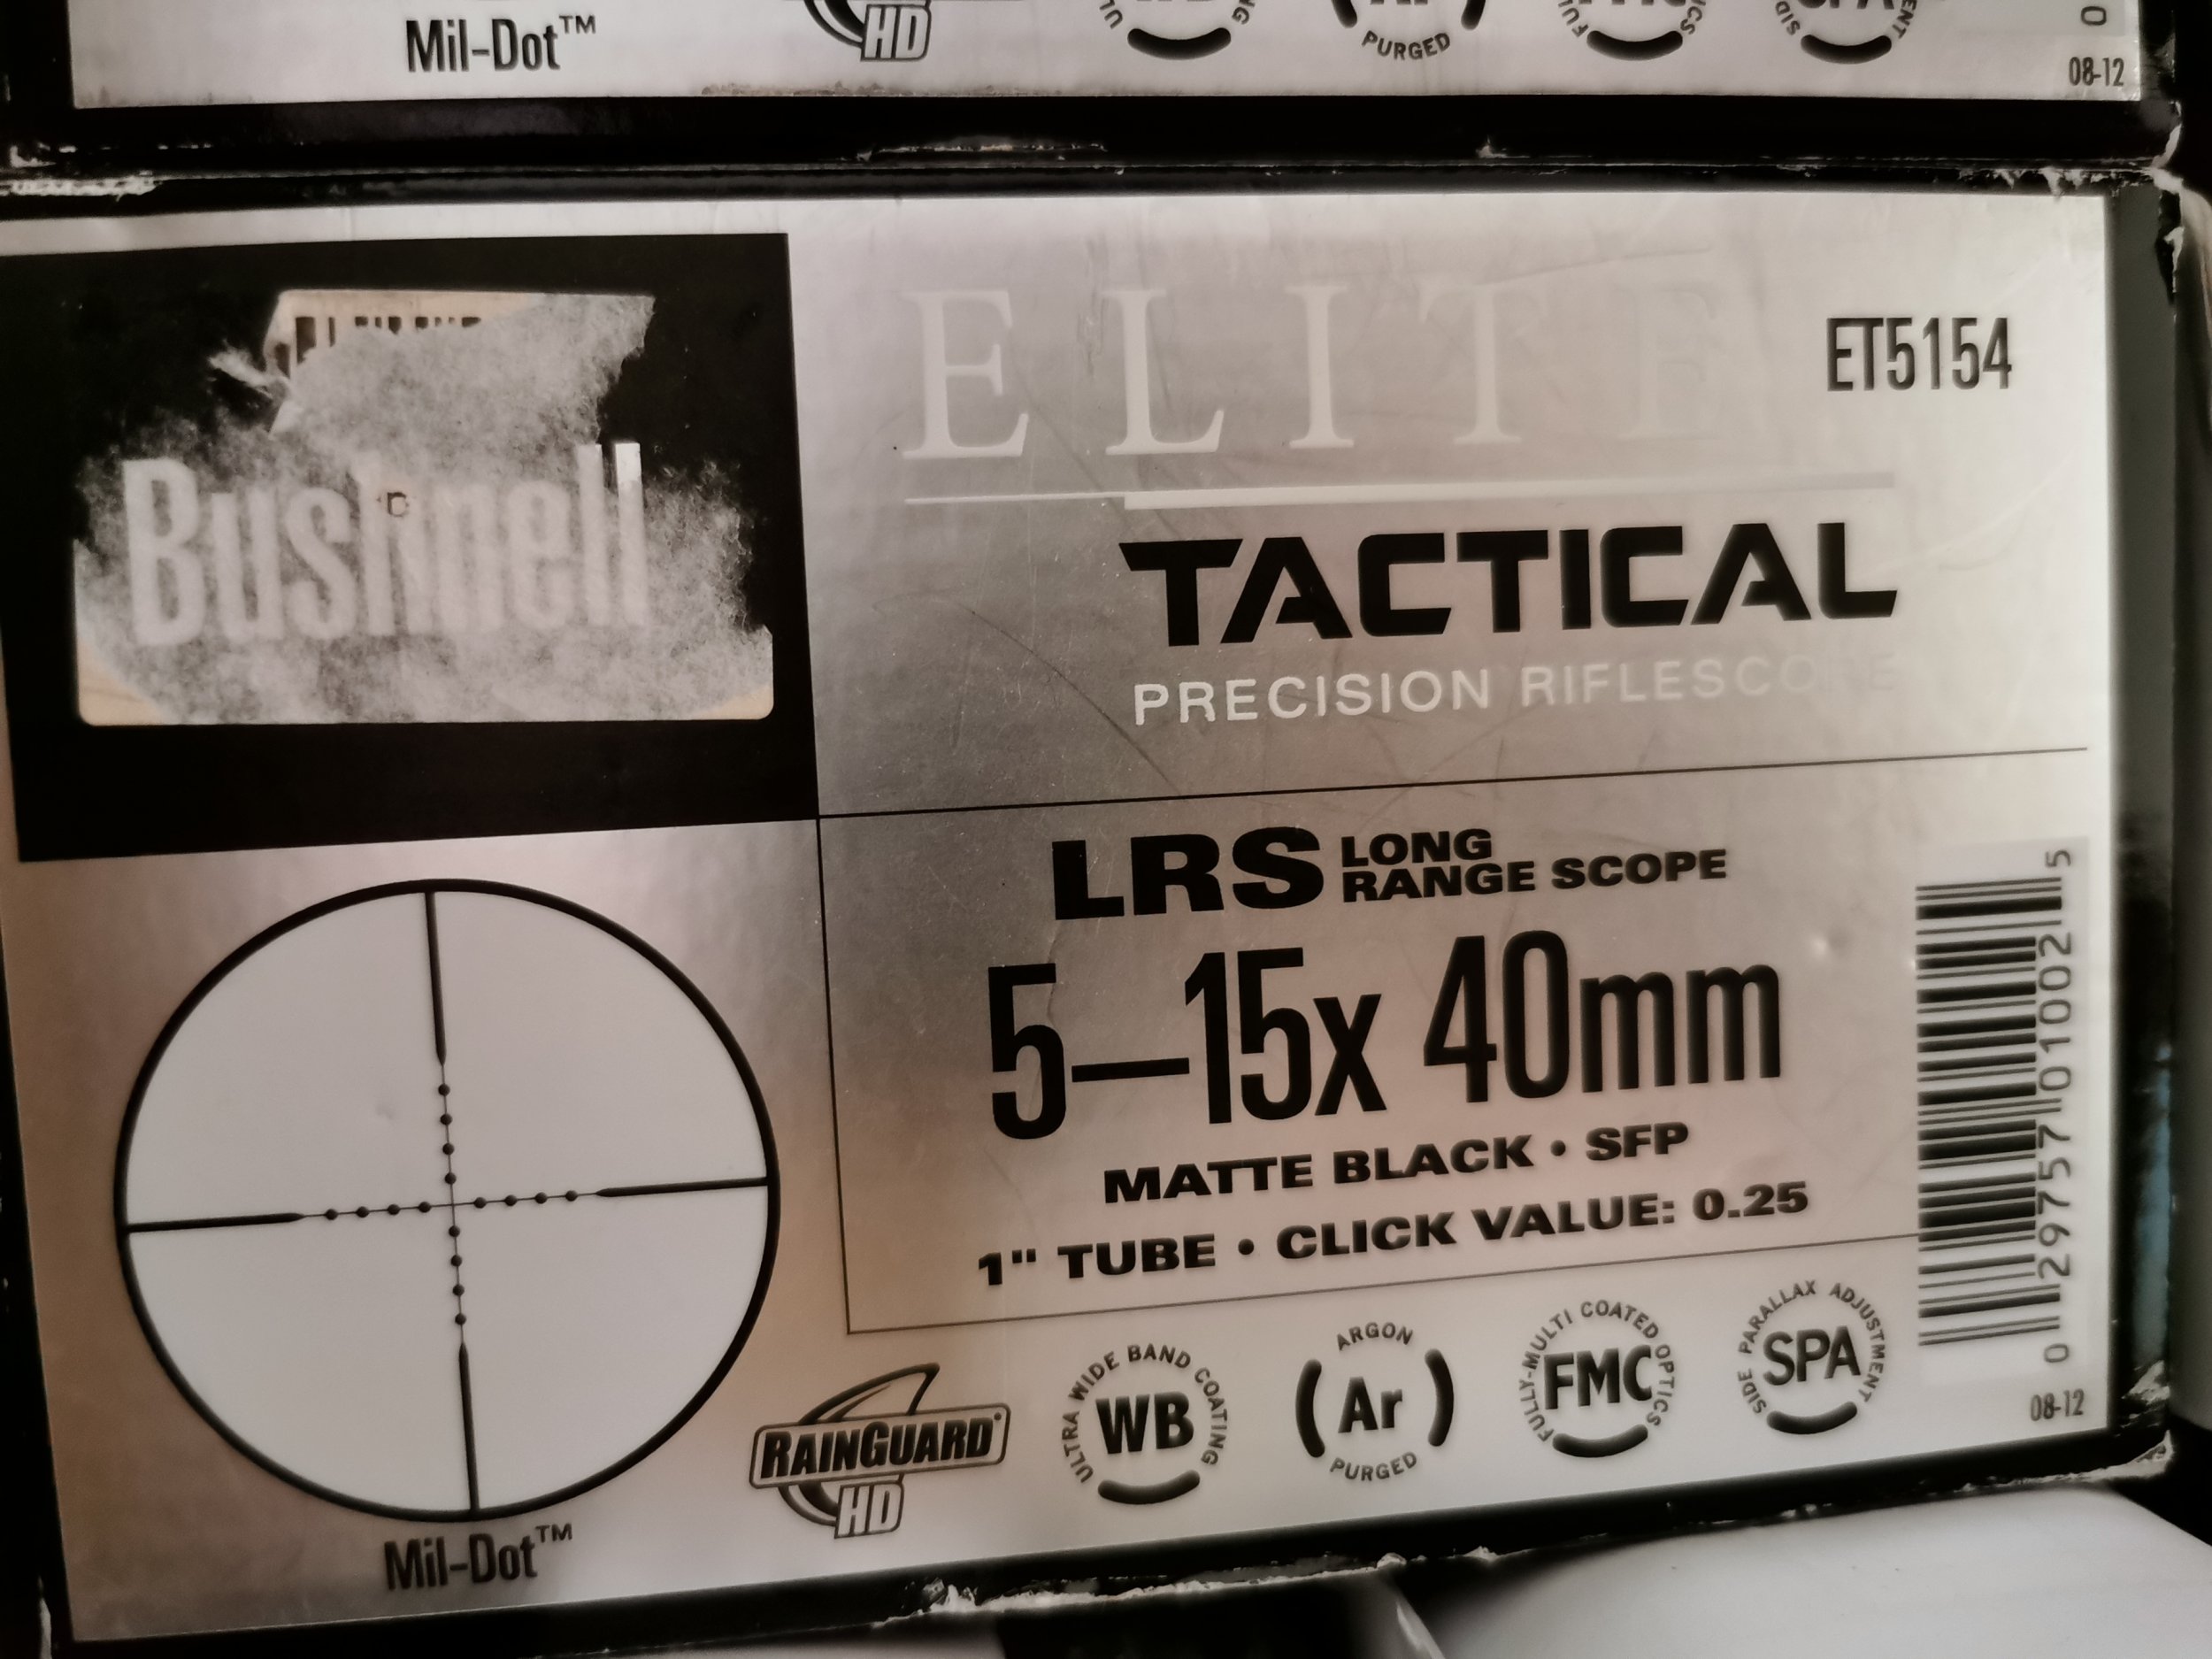 Mil-Dot™
HD
PURGED
08-12
Bushnell
ELITE
ET5154
TACTICAL
PRECISION RIFLESCOPE
LRS LONG
RANGE SCOPE
5–15x 40mm
MATTE BLACK • SFP
1" TUBE • CLICK VALUE: 0.25
0 29757 01002 5
Mil-Dot™
RAINGUARD®
HD
ULTRA WIDE BAND COATING
WB
ARGON
(Ar)
PURGED
FULLY-MULTI COATED OPTICS
FMC
SIDE PARALLAX ADJUSTMENT
SPA
08-12